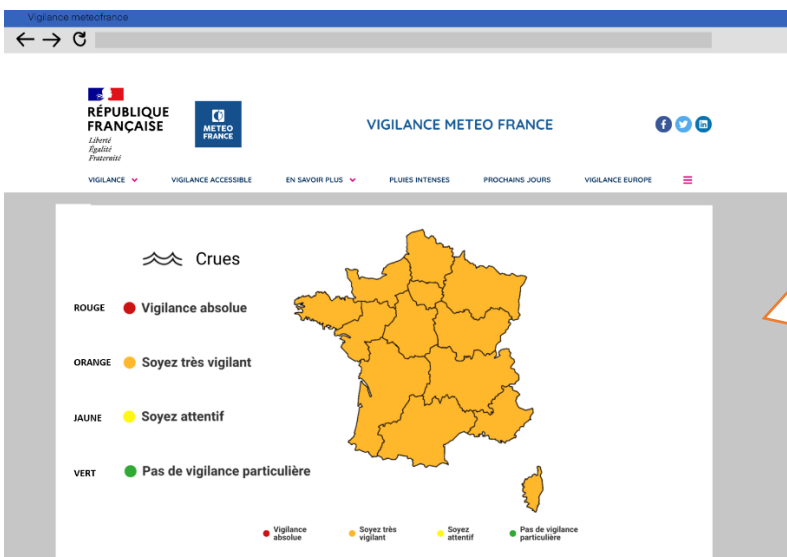 Vigilance meteofrance
RÉPUBLIQUE
FRANÇAISE
Liberté
Égalité
Fraternité
METEO
FRANCE
VIGILANCE METEO FRANCE
VIGILANCE
VIGILANCE ACCESSIBLE
EN SAVOIR PLUS
PLUIES INTENSES
PROCHAINS JOURS
VIGILANCE EUROPE
Crues
ROUGE Vigilance absolue
ORANGE Soyez très vigilant
JAUNE Soyez attentif
VERT Pas de vigilance particulière
Vigilance
absolue
Soyez très
vigilant
Soyez
attentif
Pas de vigilance
particulière